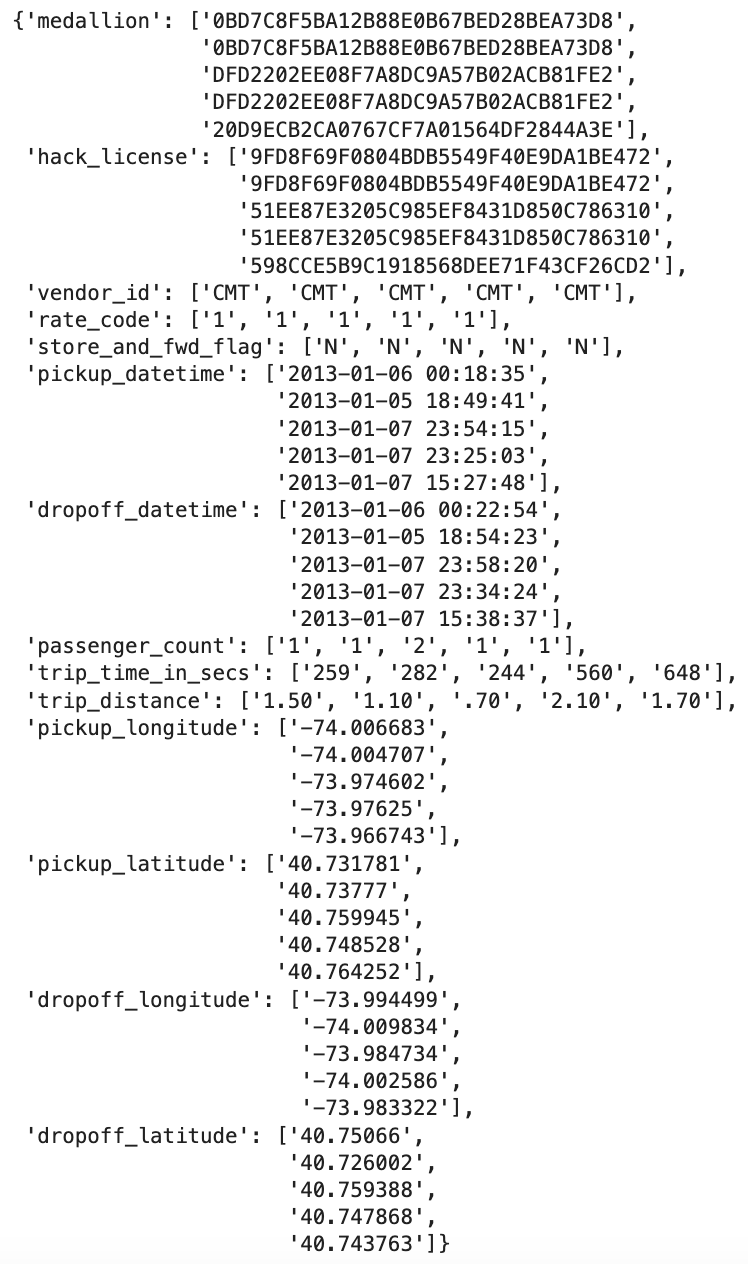 {'medallion': ['0BD7C8F5BA12B88E0B67BED28BEA73D8',
'0BD7C8F5BA12B88E0B67BED28BEA73D8',
'DFD2202EE08F7A8DC9A57B02ACB81FE2',
'DFD2202EE08F7A8DC9A57B02ACB81FE2',
'20D9ECB2CA0767CF7A01564DF2844A3E'],
'hack_license': ['9FD8F69F0804BDB5549F40E9DA1BE472',
'9FD8F69F0804BDB5549F40E9DA1BE472',
'51EE87E3205C985EF8431D850C786310',
'51EE87E3205C985EF8431D850C786310',
'598CCE5B9C1918568DEE71F43CF26CD2'],
'vendor_id': ['CMT', 'CMT', 'CMT', 'CMT', 'CMT'],
'rate_code': ['1', '1', '1', '1', '1'],
'store_and_fwd_flag': ['N', 'N', 'N', 'N', 'N'],
'pickup_datetime': ['2013-01-06 00:18:35',
'2013-01-05 18:49:41',
'2013-01-07 23:54:15',
'2013-01-07 23:25:03',
'2013-01-07 15:27:48'],
'dropoff_datetime': ['2013-01-06 00:22:54',
'2013-01-05 18:54:23',
'2013-01-07 23:58:20',
'2013-01-07 23:34:24',
'2013-01-07 15:38:37'],
'passenger_count': ['1', '1', '2', '1', '1'],
'trip_time_in_secs': ['259', '282', '244', '560', '648'],
'trip_distance': ['1.50', '1.10', '.70', '2.10', '1.70'],
'pickup_longitude': ['-74.006683',
'-74.004707',
'-73.974602',
'-73.97625',
'-73.966743'],
'pickup_latitude': ['40.731781',
'40.73777',
'40.759945',
'40.748528',
'40.764252'],
'dropoff_longitude': ['-73.994499',
'-74.009834',
'-73.984734',
'-74.002586',
'-73.983322'],
'dropoff_latitude': ['40.75066',
'40.726002',
'40.759388',
'40.747868',
'40.743763']}